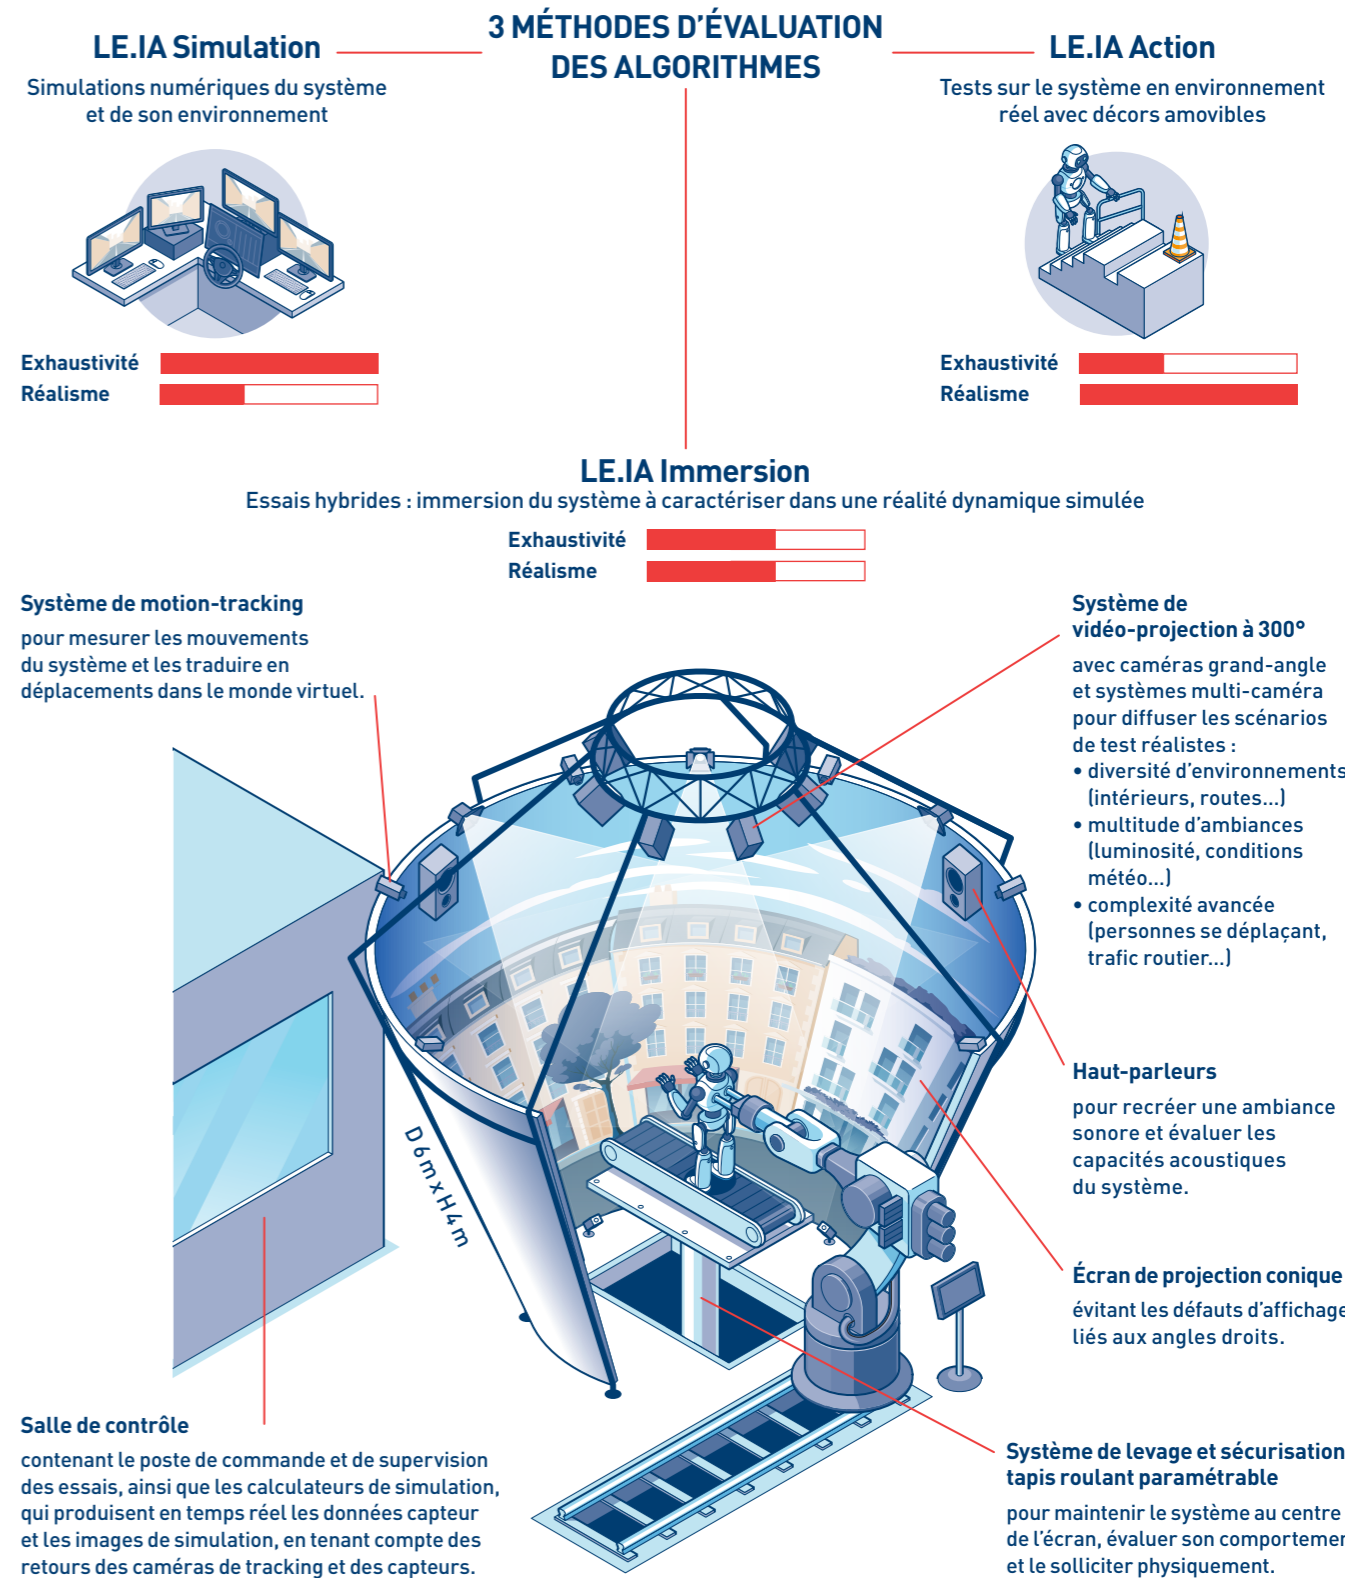 3 MÉTHODES D'ÉVALUATION
DES ALGORITHMES
LE.IA Simulation
Simulations numériques du système
et de son environnement
Exhaustivité
Réalisme
LE.IA Action
Tests sur le système en environnement
réel avec décors amovibles
Exhaustivité
Réalisme
LE.IA Immersion
Essais hybrides : immersion du système à caractériser dans une réalité dynamique simulée
Exhaustivité
Réalisme
Système de motion-tracking
pour mesurer les mouvements
du système et les traduire en
déplacements dans le monde virtuel.
Système de
vidéo-projection à 300°
avec caméras grand-angle
et systèmes multi-caméra
pour diffuser les scénarios
de test réalistes :
• diversité d'environnements
(intérieurs, routes...)
• multitude d'ambiances
(luminosité, conditions
météo...)
• complexité avancée
(personnes se déplaçant,
trafic routier...)
Haut-parleurs
pour recréer une ambiance
sonore et évaluer les
capacités acoustiques
du système.
D 6 m x H 4 m
Écran de projection conique
évitant les défauts d'affichage
liés aux angles droits.
Salle de contrôle
contenant le poste de commande et de supervision
des essais, ainsi que les calculateurs de simulation,
qui produisent en temps réel les données capteur
et les images de simulation, en tenant compte des
retours des caméras de tracking et des capteurs.
Système de levage et sécurisation
tapis roulant paramétrable
pour maintenir le système au centre
de l'écran, évaluer son comportemen
et le solliciter physiquement.